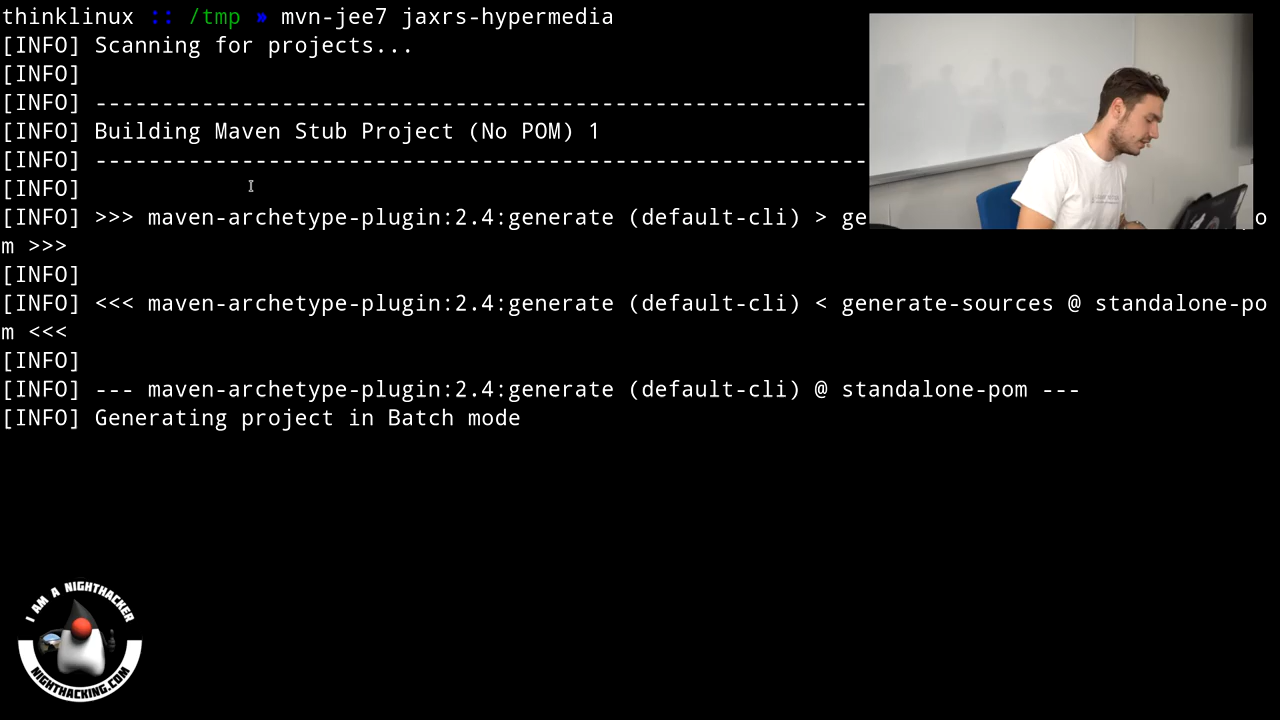 thinklinux :: /tmp » mvn-jee7 jaxrs-hypermedia
[INFO] Scanning for projects...
[INFO]
[INFO] ----------------------------------------------------------
[INFO] Building Maven Stub Project (No POM) 1
[INFO] ----------------------------------------------------------
[INFO]
[INFO] >>> maven-archetype-plugin:2.4:generate (default-cli) > ge
m >>>
[INFO]
[INFO] <<< maven-archetype-plugin:2.4:generate (default-cli) < generate-sources @ standalone-po
m <<<
[INFO]
[INFO] --- maven-archetype-plugin:2.4:generate (default-cli) @ standalone-pom ---
[INFO] Generating project in Batch mode
I AM A NIGHTHACKER
NIGHTHACKING.COM